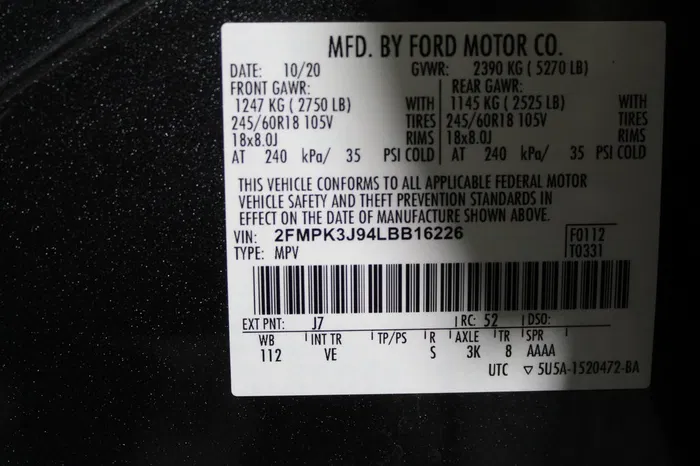 MFD. BY FORD MOTOR CO.
DATE: 10/20 GVWR: 2390 KG ( 5270 LB)
FRONT GAWR: REAR GAWR:
1247 KG ( 2750 LB) WITH 1145 KG ( 2525 LB) WITH
245/60R18 105V TIRES 245/60R18 105V TIRES
18x8.0J RIMS 18x8.0J RIMS
AT 240 kPa/ 35 PSI COLD AT 240 kPa/ 35 PSI COLD
THIS VEHICLE CONFORMS TO ALL APPLICABLE FEDERAL MOTOR
VEHICLE SAFETY AND THEFT PREVENTION STANDARDS IN
EFFECT ON THE DATE OF MANUFACTURE SHOWN ABOVE.
VIN: 2FMPK3J94LBB16226 F0112
TYPE: MPV T0331
EXT PNT: J7 RC: 52 DSO:
WB INT TR TP/PS R AXLE TR SPR
112 VE S 3K 8 AAAA
UTC ▽ 5U5A-1520472-BA